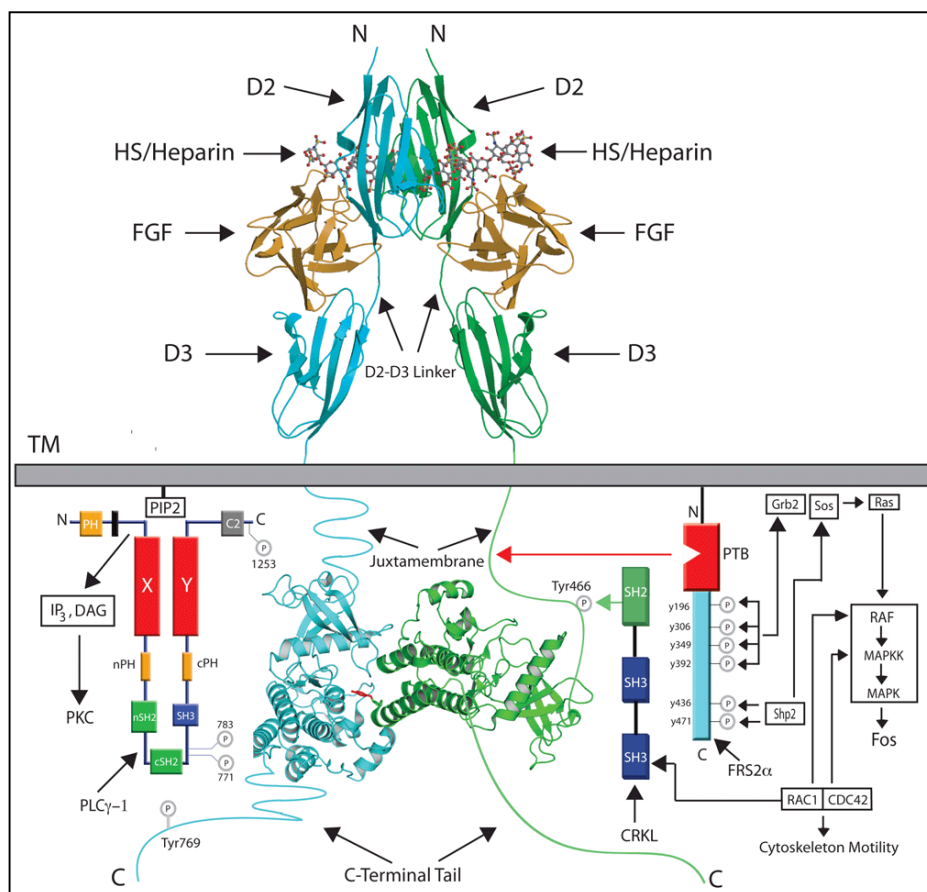 N N
D2 D2
HS/Heparin HS/Heparin
FGF FGF
D3 D3
D2-D3 Linker
TM
PIP2
N PH C2 C
P
1253
X Y
IP3, DAG
nPH cPH
PKC
nSH2 SH3
783
P
cSH2
P
771
PLCγ-1
P
Tyr769
C
Juxtamembrane
Tyr466
P
SH2
SH3
SH3
CRKL
C-Terminal Tail
C
N
PTB
Grb2 Sos Ras
y196 P
y306 P
y349 P
y392 P
y436 P
y471 P
Shp2
C
FRS2α
RAF
MAPKK
MAPK
Fos
RAC1 CDC42
Cytoskeleton Motility